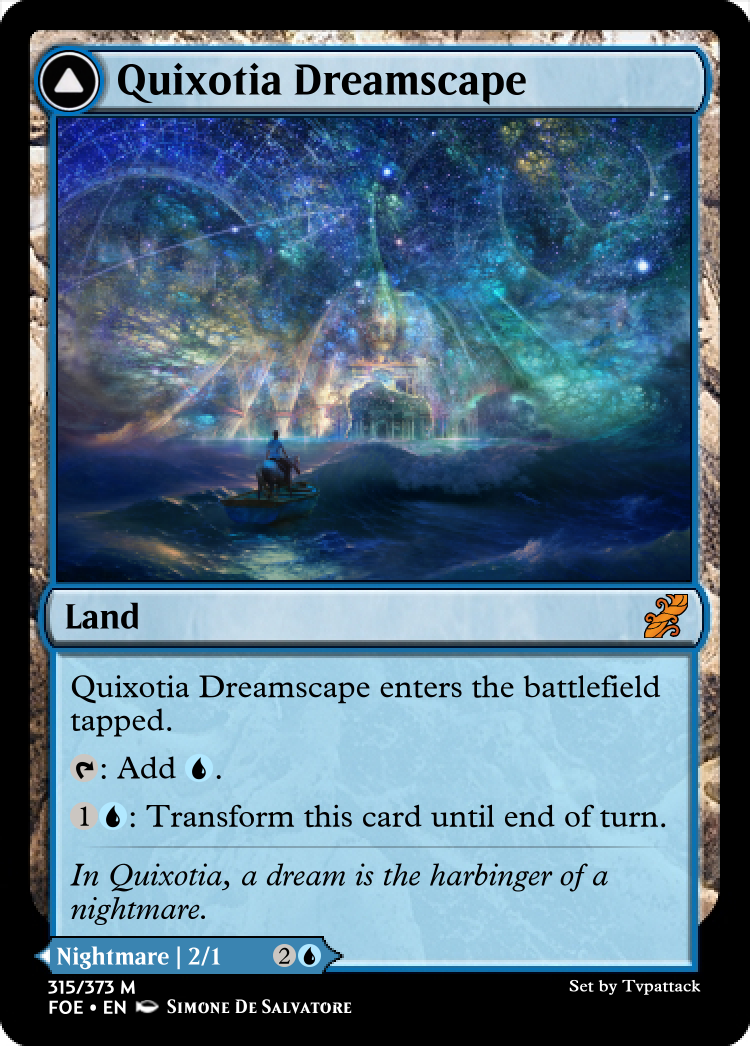 Quixotia Dreamscape
Land
Quixotia Dreamscape enters the battlefield
tapped.
: Add .
1: Transform this card until end of turn.
In Quixotia, a dream is the harbinger of a
nightmare.
Nightmare | 2/1 2
315/373 M
Set by Tvpattack
FOE • EN SIMONE DE SALVATORE